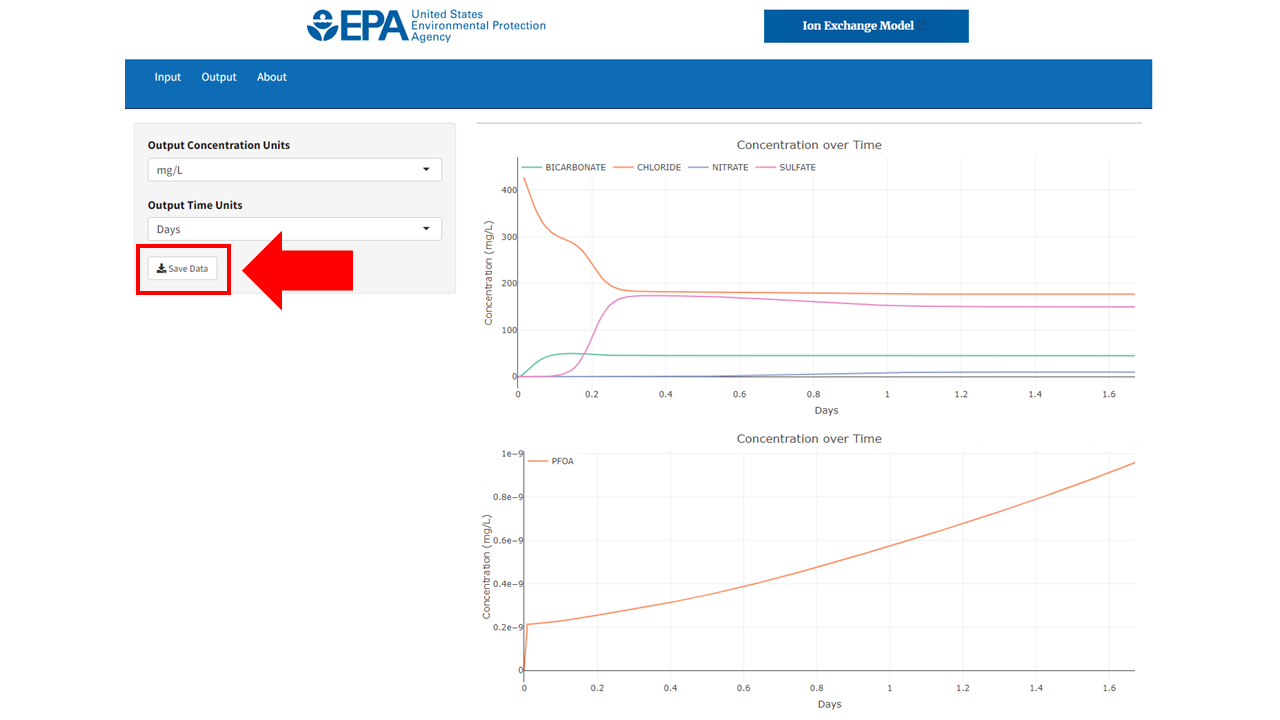 EPA
United States
Environmental Protection
Agency
Ion Exchange Model
Input Output About
Output Concentration Units
mg/L
Output Time Units
Days
Save Data
Concentration over Time
BICARBONATE CHLORIDE NITRATE SULFATE
Concentration (mg/L)
400
300
200
100
0
0 0.2 0.4 0.6 0.8 1 1.2 1.4 1.6
Days
Concentration over Time
PFOA
Concentration (mg/L)
1e−9
0.8e−9
0.6e−9
0.4e−9
0.2e−9
0
0 0.2 0.4 0.6 0.8 1 1.2 1.4 1.6
Days